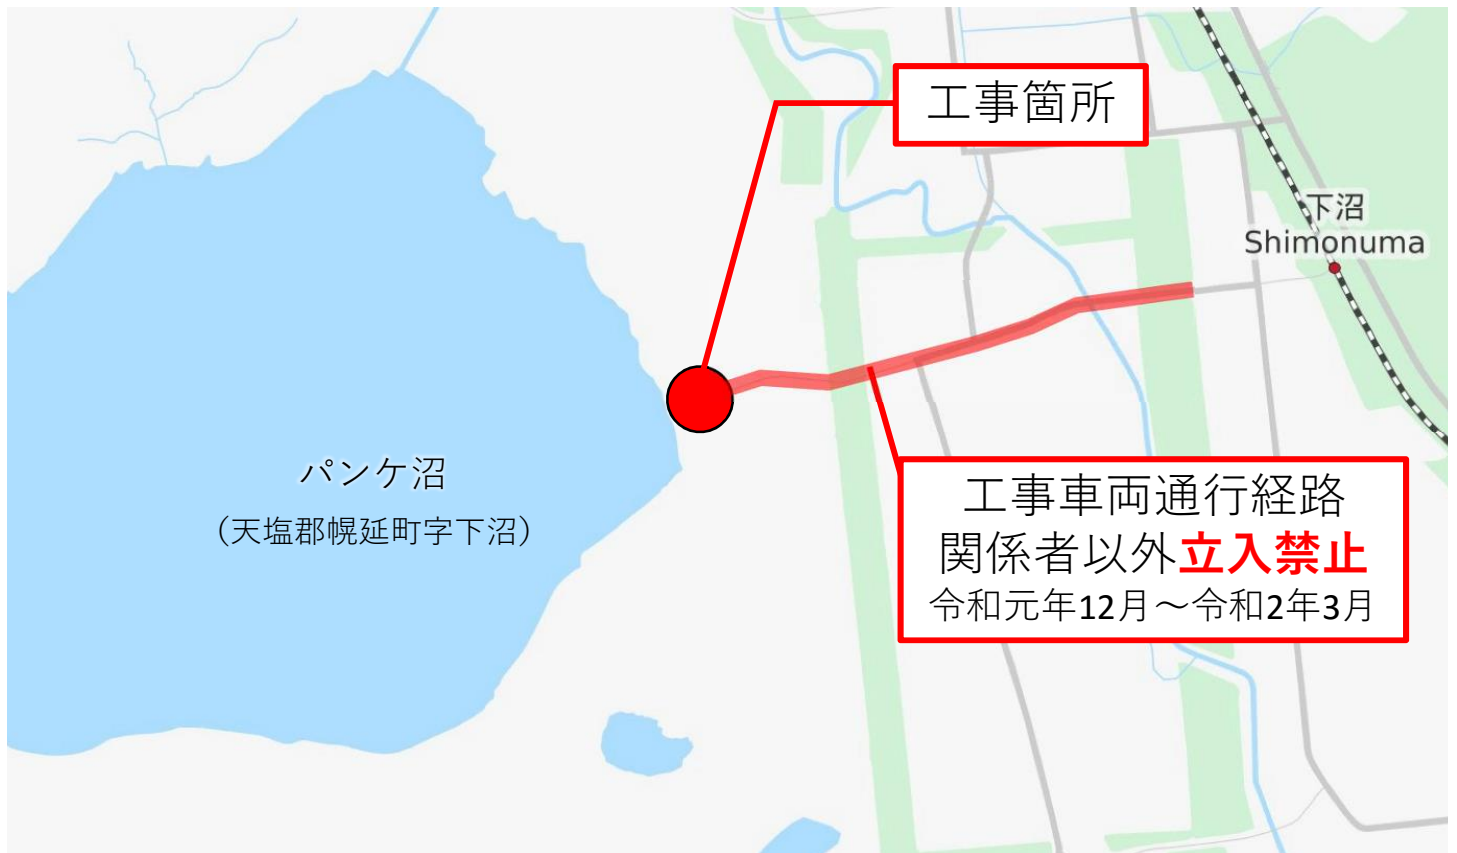 工事箇所
下沼
Shimonuma
パンケ沼
（天塩郡幌延町字下沼）
工事車両通行経路
関係者以外立入禁止
令和元年12月～令和2年3月